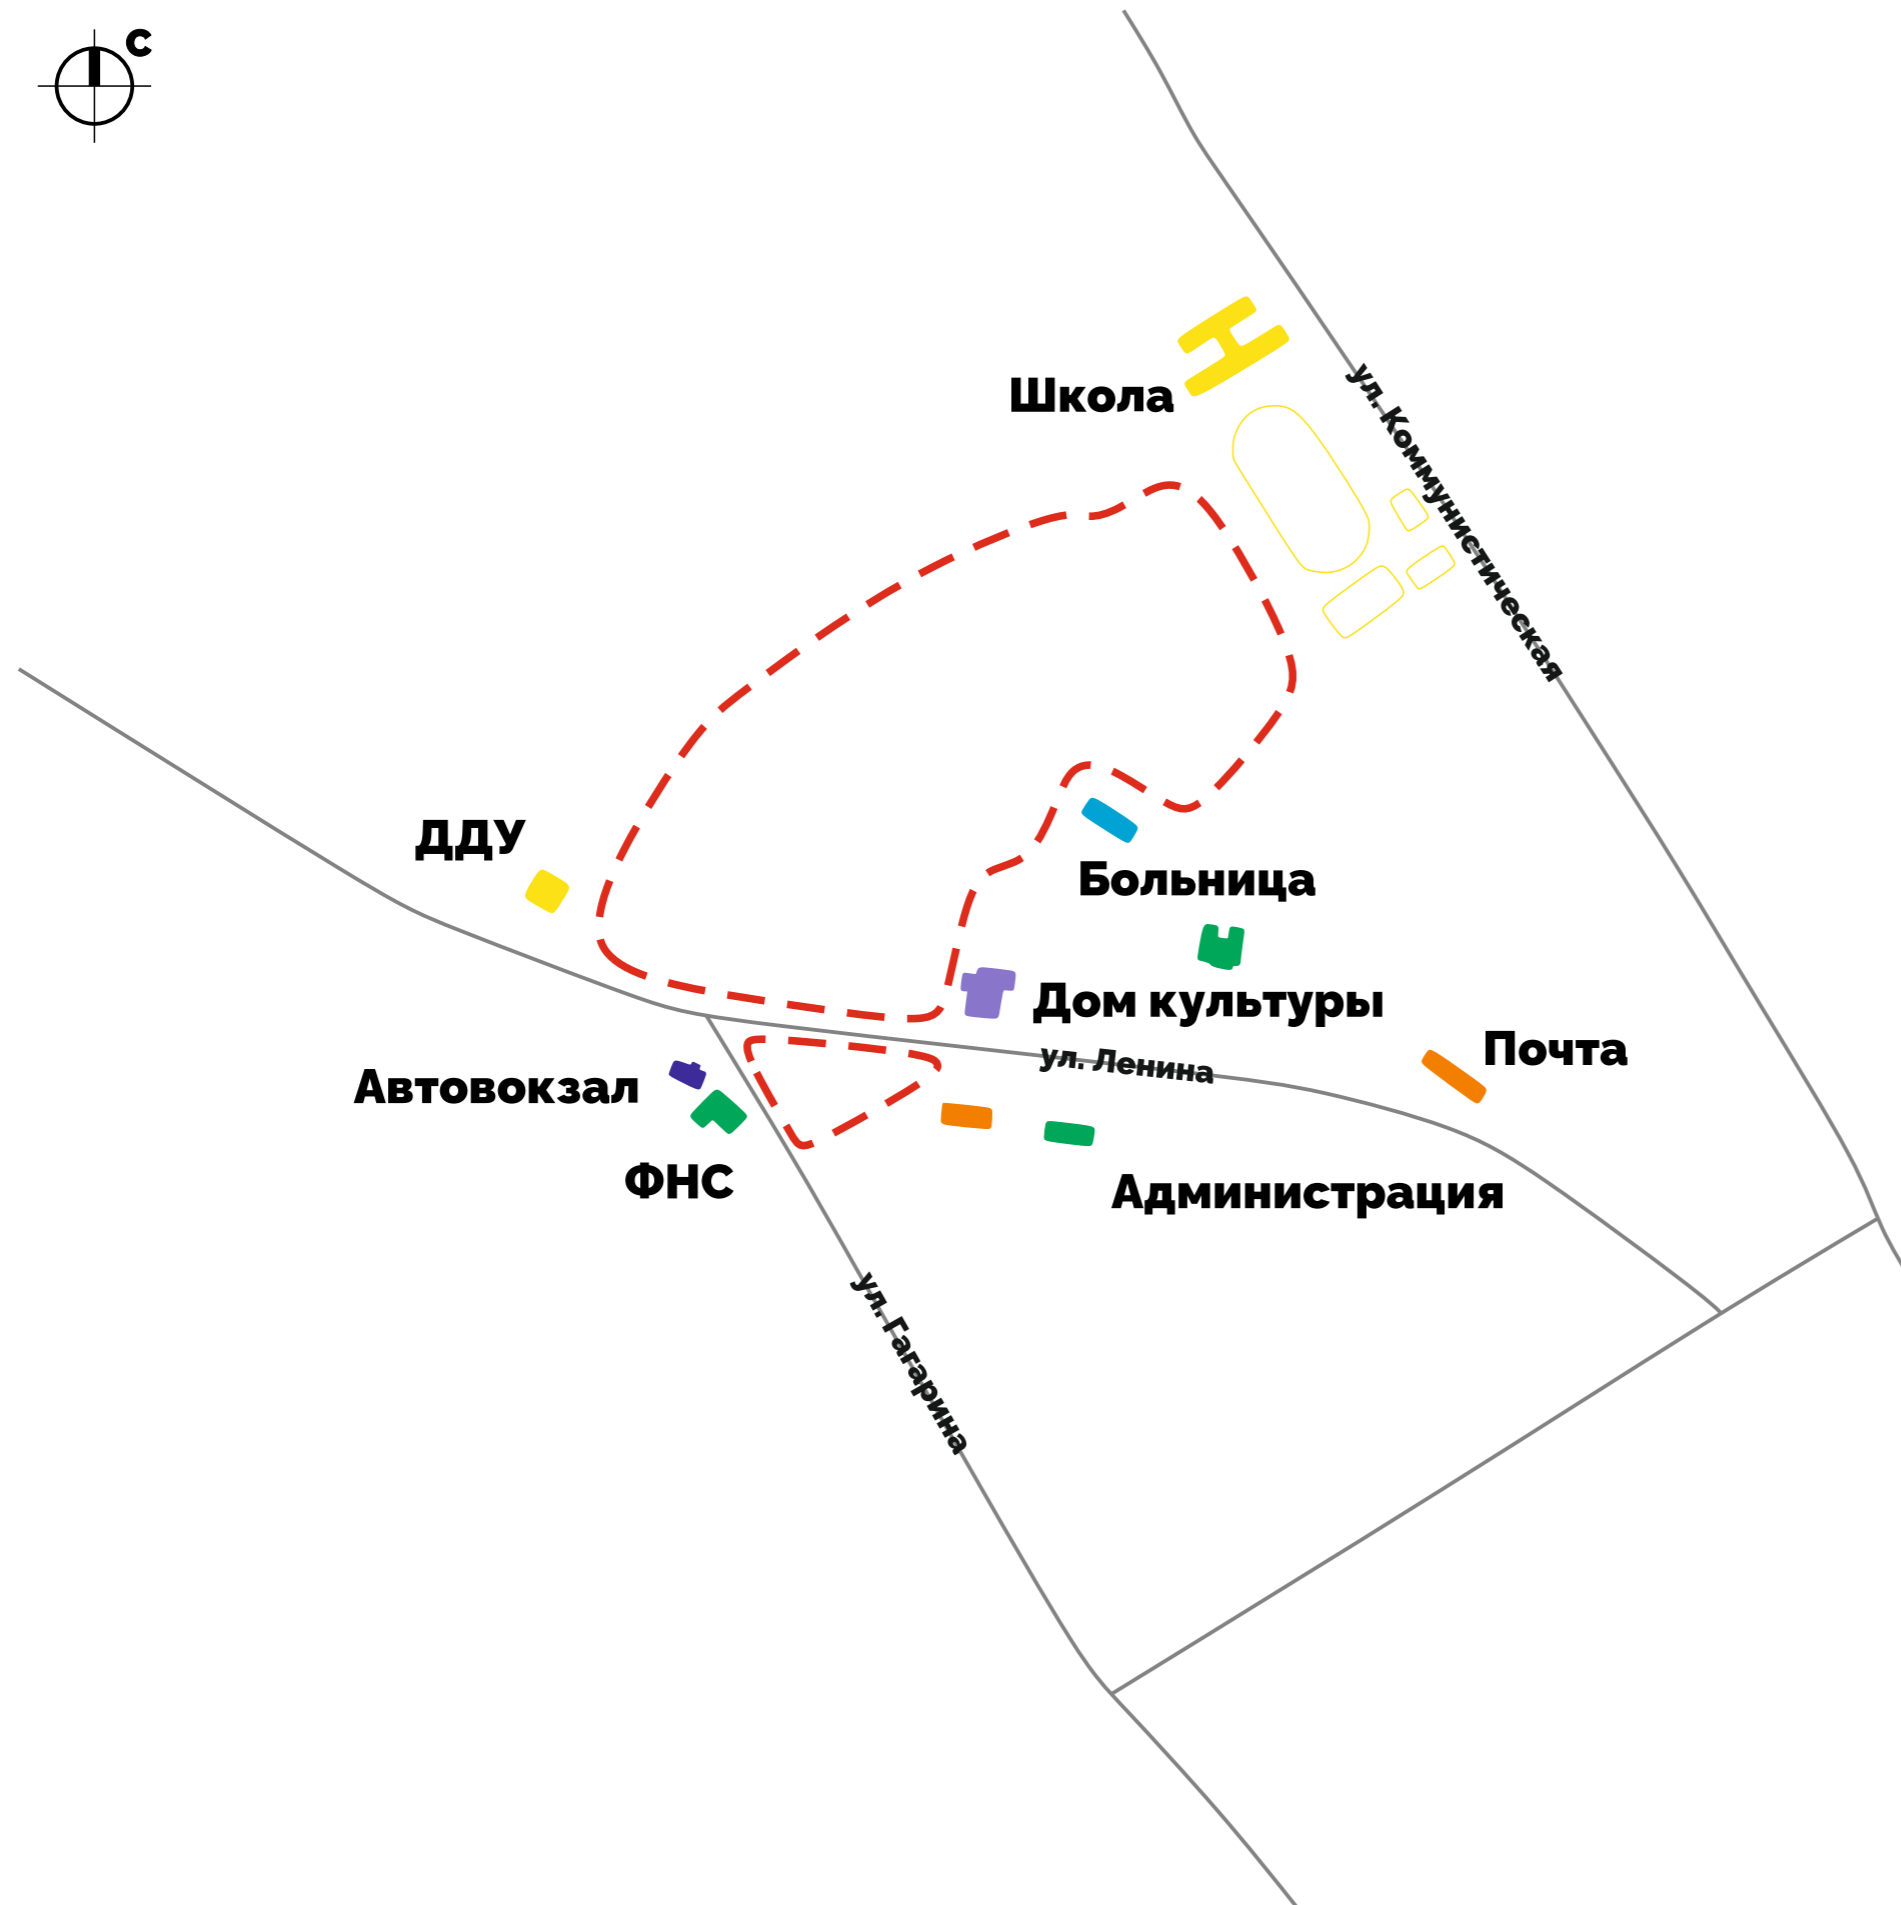 С
Школа
ул. Коммунистическая
ДДУ
Больница
Дом культуры
Почта
ул. Ленина
Автовокзал
ФНС
Администрация
ул. Гагарина